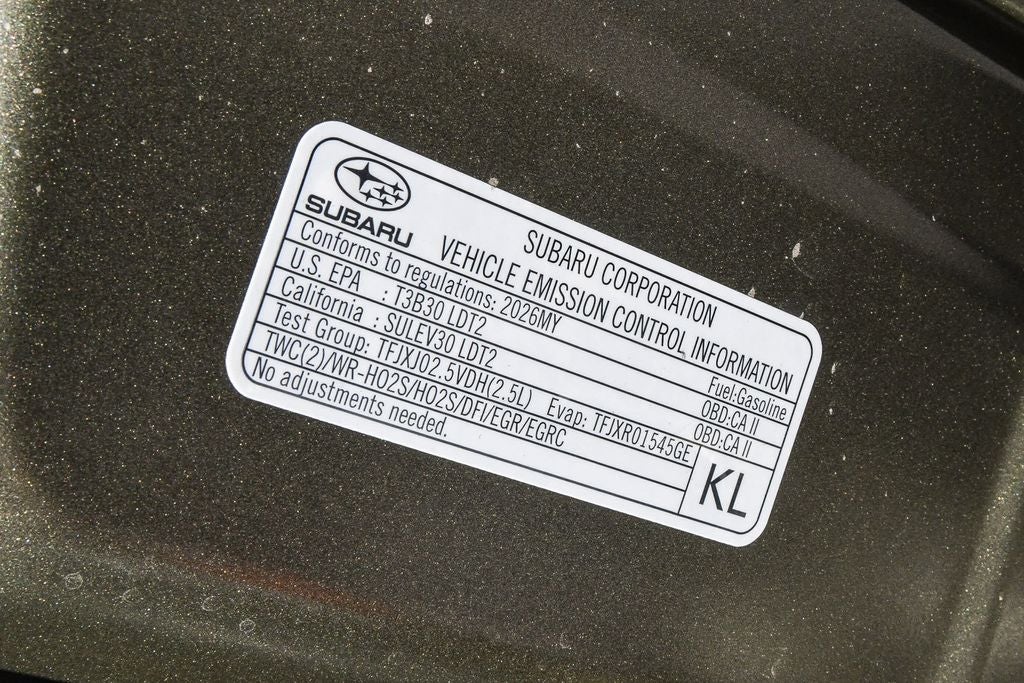 SUBARU
SUBARU CORPORATION
VEHICLE EMISSION CONTROL INFORMATION
Conforms to regulations: 2026MY Fuel:Gasoline
U.S. EPA : T3B30 LDT2 OBD:CA II
California : SULEV30 LDT2 OBD:CA II
Test Group: TFJXJ02.5VDH(2.5L) Evap: TFJXR01545GE
TWC(2)/WR-HO2S/HO2S/DFI/EGR/EGRC
No adjustments needed.
KL